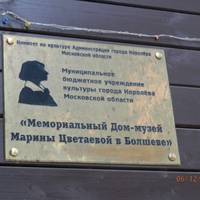 Комитет по культуре Администрации города Королёва
Московской области
Муниципальное
бюджетное учреждение
культуры города Королёва
Московской области
«Мемориальный Дом-музей
Марины Цветаевой в Болшеве»